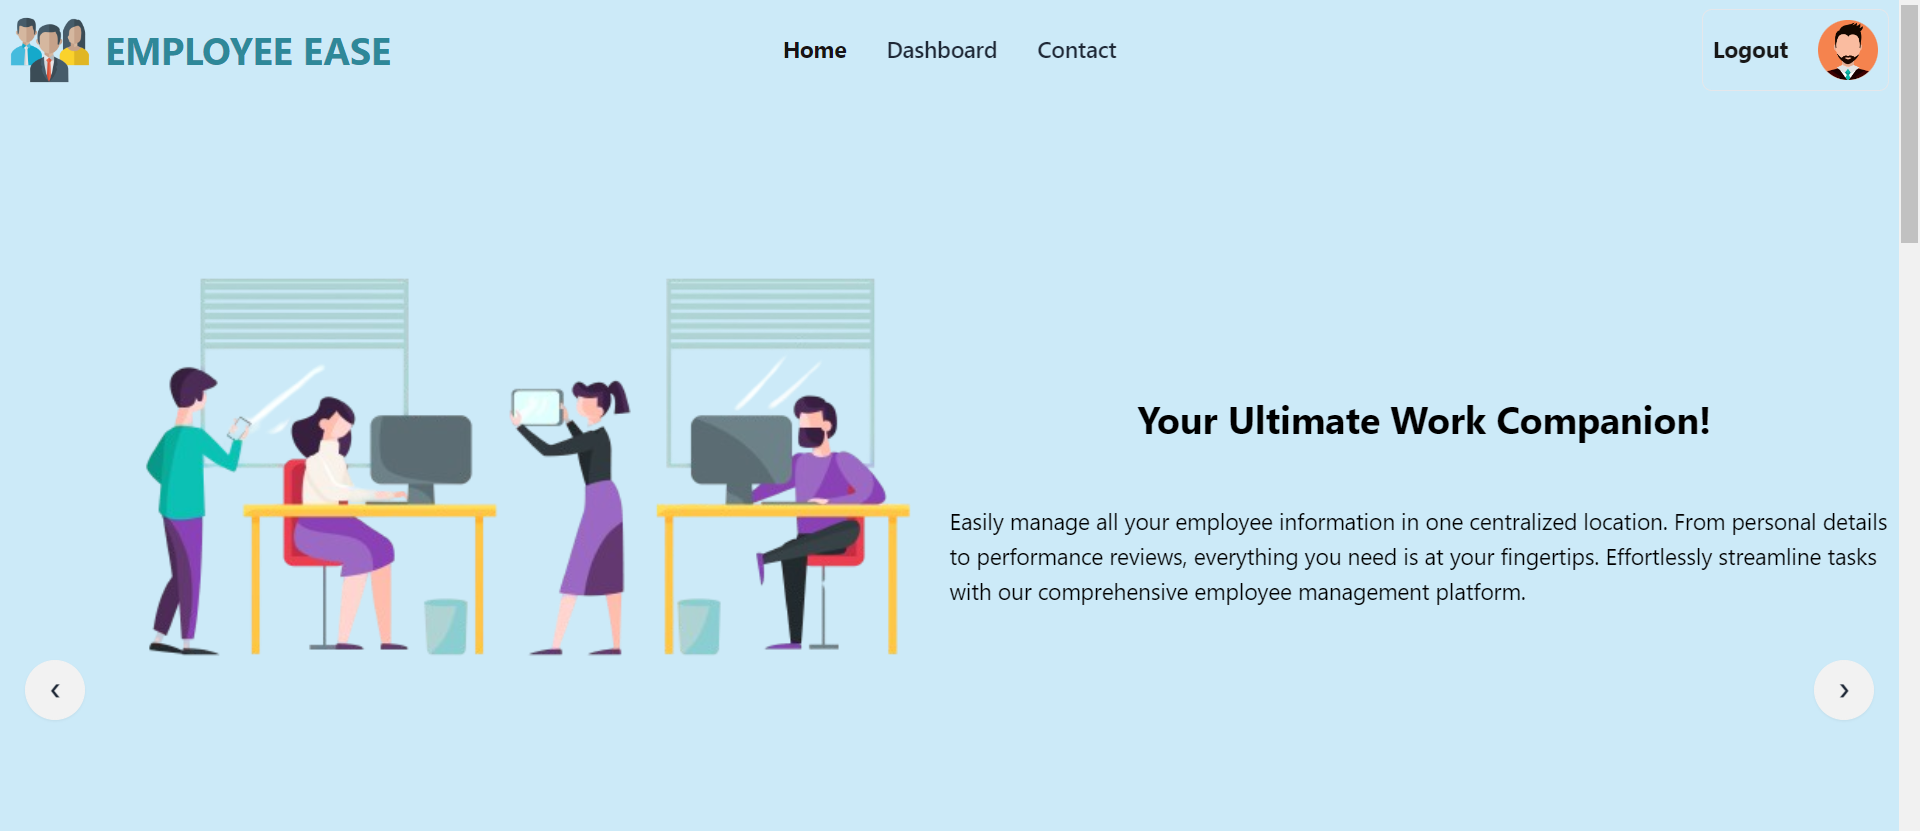 EMPLOYEE EASE
Home Dashboard Contact
Logout
Your Ultimate Work Companion!
Easily manage all your employee information in one centralized location. From personal details
to performance reviews, everything you need is at your fingertips. Effortlessly streamline tasks
with our comprehensive employee management platform.
‹
›